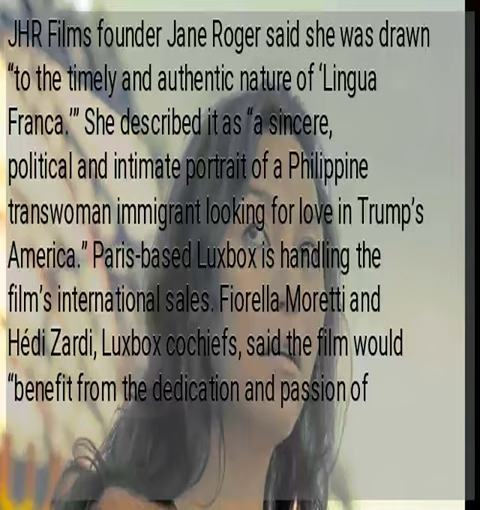 JHR Films founder Jane Roger said she was drawn
“to the timely and authentic nature of ‘Lingua
Franca.’” She described it as “a sincere,
political and intimate portrait of a Philippine
transwoman immigrant looking for love in Trump’s
America.” Paris-based Luxbox is handling the
film’s international sales. Fiorella Moretti and
Hédi Zardi, Luxbox cochiefs, said the film would
“benefit from the dedication and passion of